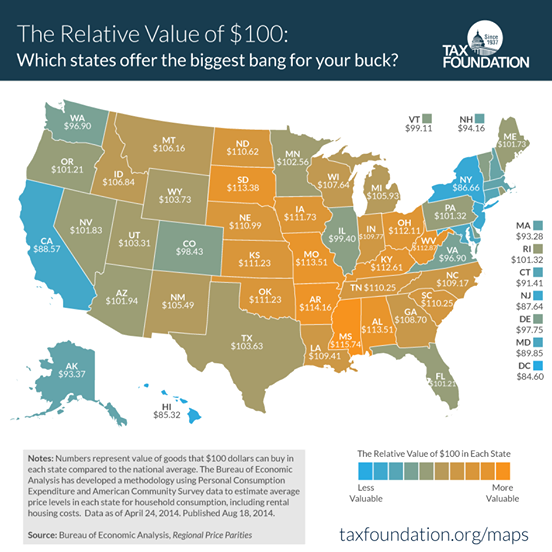 The Relative Value of $100:
Which states offer the biggest bang for your buck?
Since
1937
TAX
FOUNDATION
WA
$96.90
OR
$101.21
CA
$88.57
ID
$106.84
NV
$101.83
MT
$106.16
WY
$103.73
UT
$103.31
CO
$98.43
AZ
$101.94
NM
$105.49
ND
$110.62
SD
$113.38
NE
$110.99
KS
$111.23
OK
$111.23
TX
$103.63
MN
$102.56
IA
$111.73
MO
$113.51
AR
$114.16
LA
$109.41
WI
$107.64
IL
$99.40
MI
$105.93
IN
$109.77
OH
$112.11
KY
$112.61
TN $110.25
MS
$115.74
AL
$113.51
GA
$108.70
FL
$101.21
SC
$110.25
NC
$109.17
VA
$96.90
WV
PA
$101.32
NY
$86.66
VT
$99.11
NH
$94.16
ME
$101.73
MA
$93.28
RI
$101.32
CT
$91.41
NJ
$87.64
DE
$97.75
MD
$89.85
DC
$84.60
AK
$93.37
HI
$85.32
Notes: Numbers represent value of goods that $100 dollars can buy in
each state compared to the national average. The Bureau of Economic
Analysis has developed a methodology using Personal Consumption
Expenditure and American Community Survey data to estimate average
price levels in each state for household consumption, including rental
housing costs. Data as of April 24, 2014. Published Aug 18, 2014.
Source: Bureau of Economic Analysis, Regional Price Parities
The Relative Value of $100 in Each State
Less
Valuable
More
Valuable
taxfoundation.org/maps